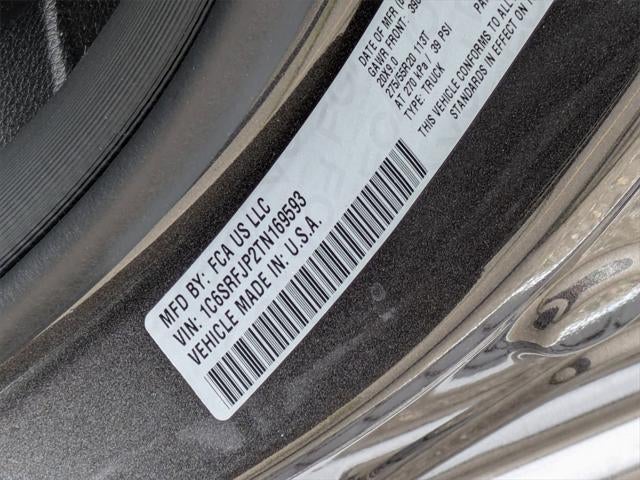 MFD BY: FCA US LLC
VIN: 1C6SRFJP2TN169593
VEHICLE MADE IN: U.S.A.
DATE OF MFR
GAWR FRONT:
20X9.0
275/55R20 113T
AT 270 kPa / 39 PSI
TYPE: TRUCK
THIS VEHICLE CONFORMS TO ALL
STANDARDS IN EFFECT ON